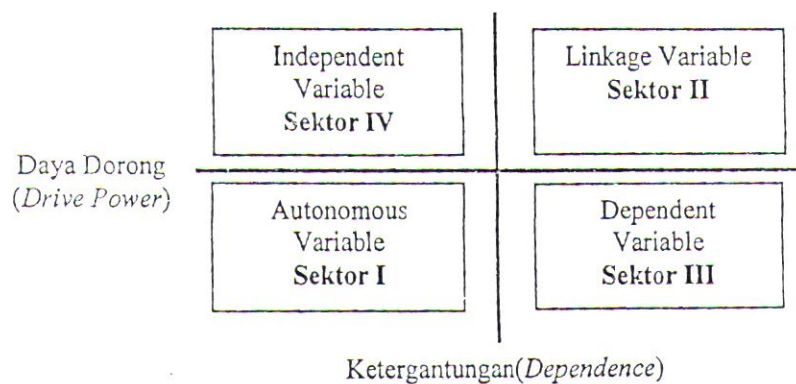 Independent
Variable
Sektor IV
Linkage Variable
Sektor II
Daya Dorong
(Drive Power)
Autonomous
Variable
Sektor I
Dependent
Variable
Sektor III
Ketergantungan(Dependence)